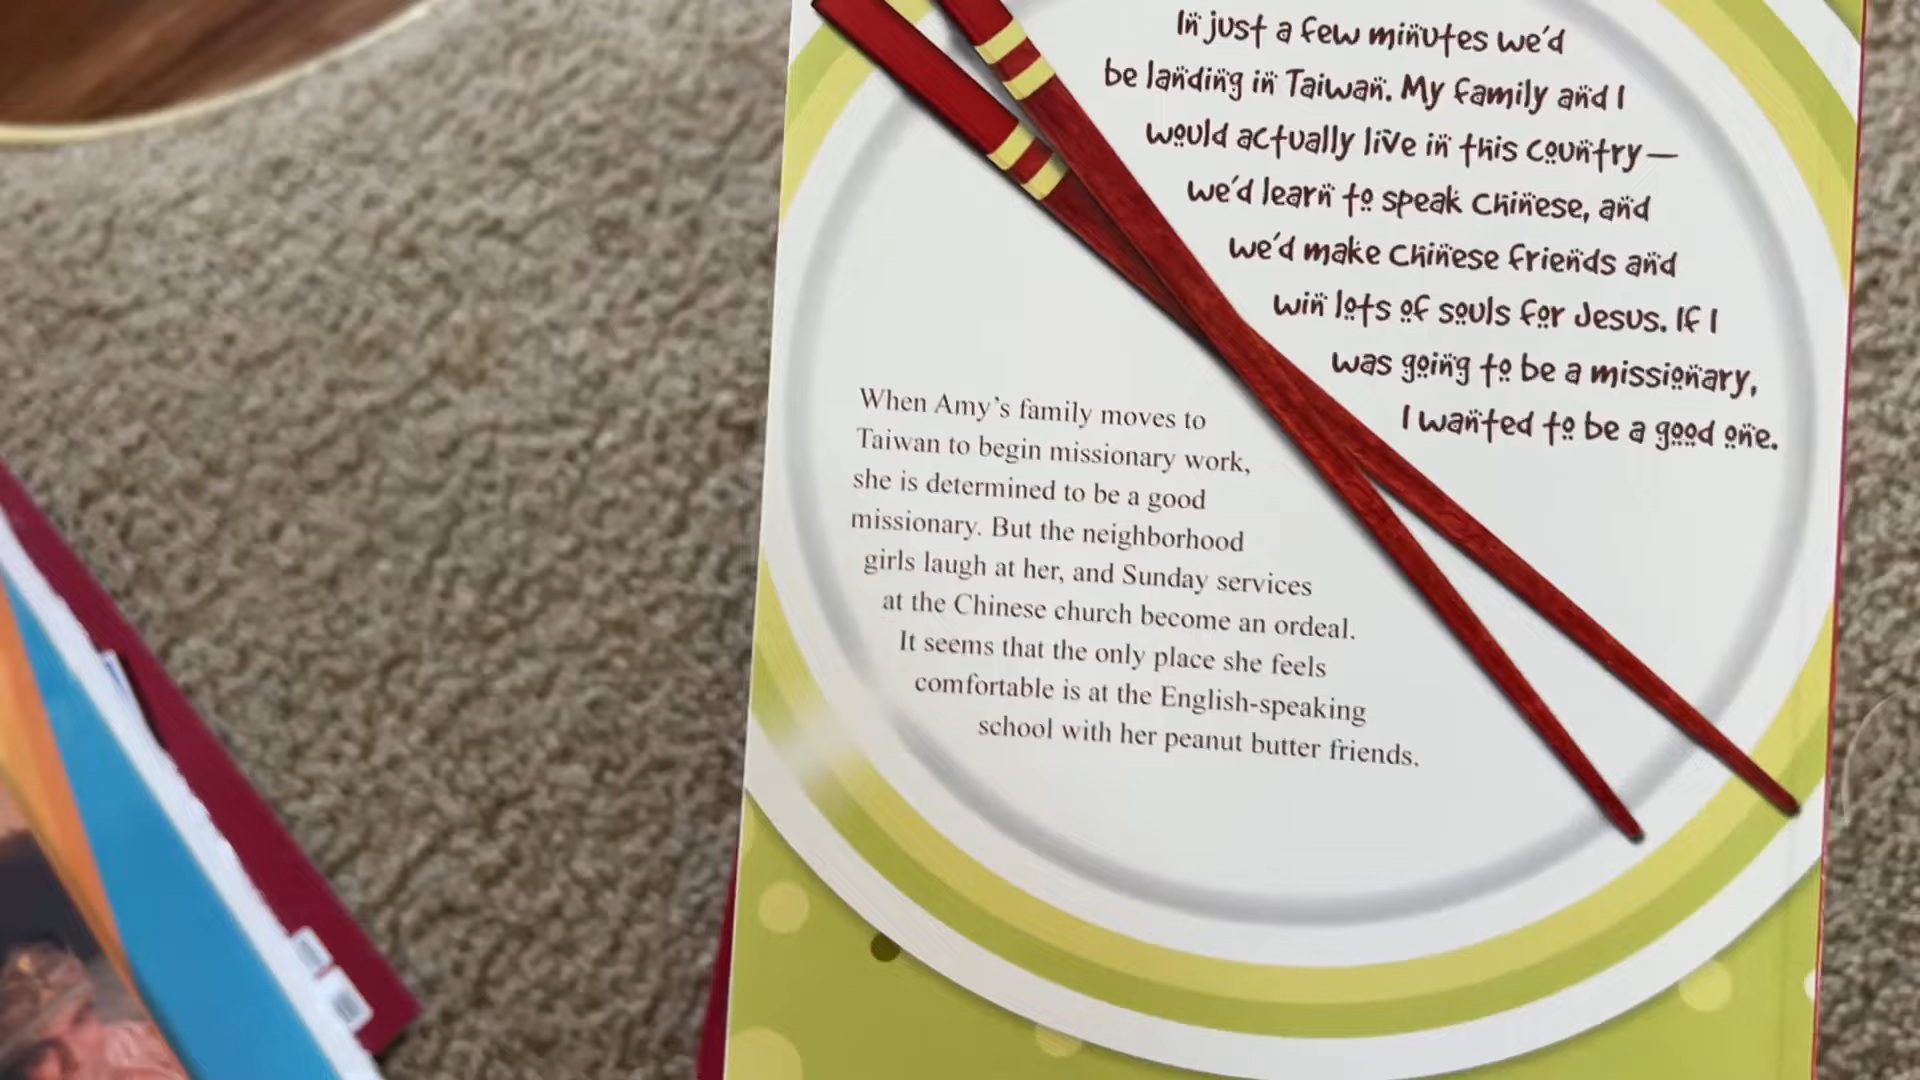 In just a few minutes we'd
be landing in Taiwan. My family and I
would actually live in this country—
we'd learn to speak Chinese, and
we'd make Chinese friends and
win lots of souls for Jesus. If I
was going to be a missionary,
I wanted to be a good one.
When Amy's family moves to
Taiwan to begin missionary work,
she is determined to be a good
missionary. But the neighborhood
girls laugh at her, and Sunday services
at the Chinese church become an ordeal.
It seems that the only place she feels
comfortable is at the English-speaking
school with her peanut butter friends.